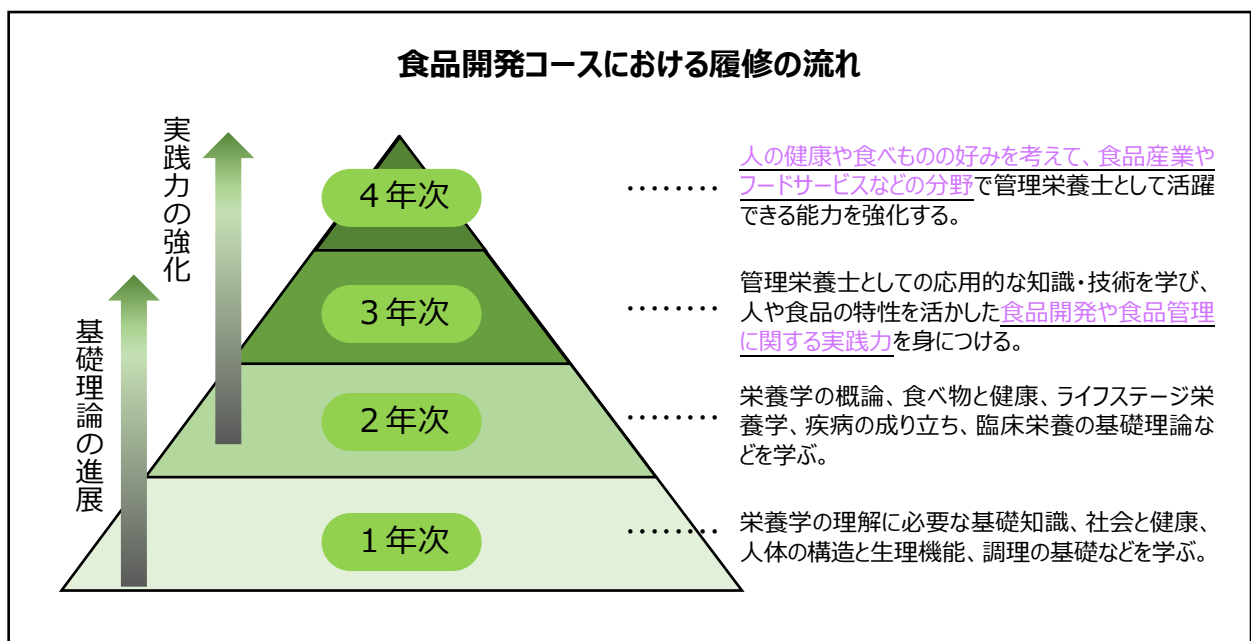 食品開発コースにおける履修の流れ
実践力の強化
基礎理論の進展
4年次
………
人の健康や食べものの好みを考えて、食品産業や
フードサービスなどの分野で管理栄養士として活躍
できる能力を強化する。
3年次
………
管理栄養士としての応用的な知識・技術を学び、
人や食品の特性を活かした食品開発や食品管理
に関する実践力を身につける。
2年次
………
栄養学の概論、食べ物と健康、ライフステージ栄
養学、疾病の成り立ち、臨床栄養の基礎理論な
どを学ぶ。
1年次
………
栄養学の理解に必要な基礎知識、社会と健康、
人体の構造と生理機能、調理の基礎などを学ぶ。